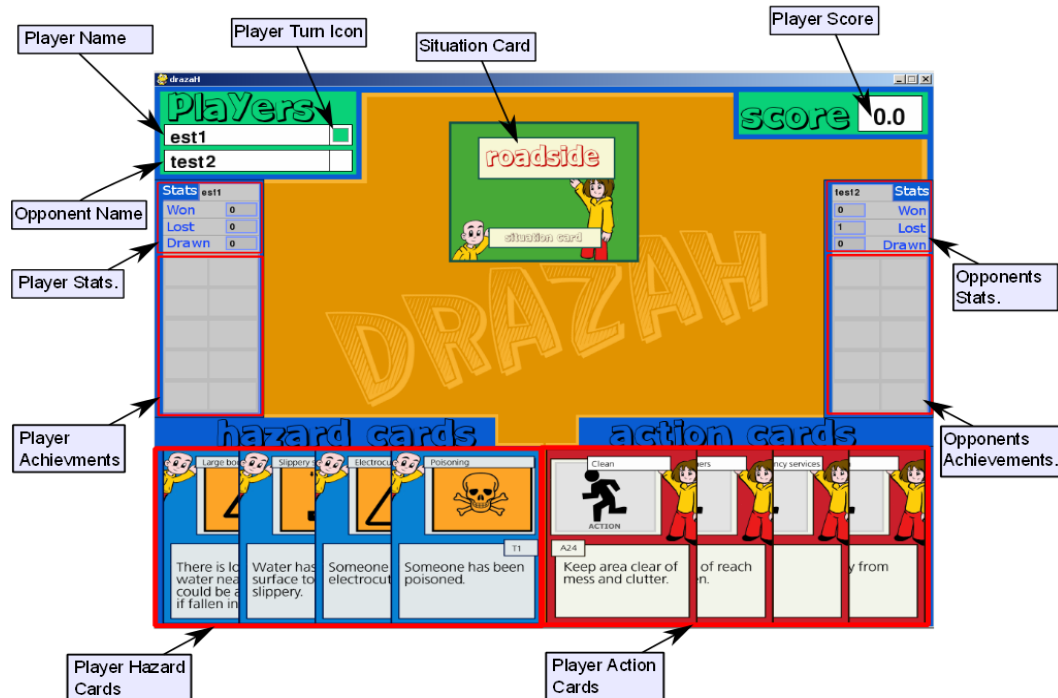 Player Name
Player Turn Icon
Situation Card
Player Score
drazaH
Players
score
0.0
est1
test2
roadside
situation card
Opponent Name
Stats est1
Won 0
Lost 0
Drawn 0
test2 Stats
0 Won
1 Lost
0 Drawn
Player Stats.
Opponents
Stats.
DRAZAH
Player
Achievments
Opponents
Achievements.
hazard cards
action cards
Large bo
Slippery s
Electrocu
Poisoning
Clean
ers
ncy services
ACTION
T1
A24
There is lo
water nea
could be a
if fallen in
Water has
surface to
slippery.
Someone
electrocut
Someone has been
poisoned.
Keep area clear of
mess and clutter.
of reach
en.
y from
Player Hazard
Cards
Player Action
Cards